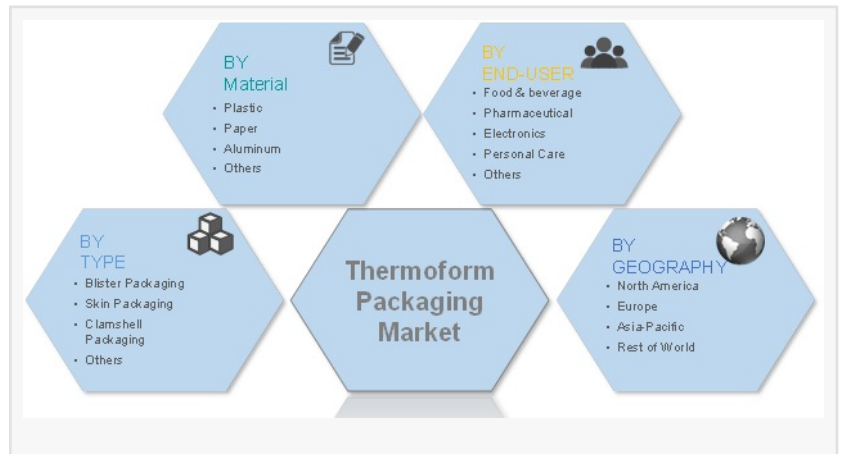 BY
Material
• Plastic
• Paper
• Aluminum
• Others
BY
END-USER
• Food & beverage
• Pharmaceutical
• Electronics
• Personal Care
• Others
BY
TYPE
• Blister Packaging
• Skin Packaging
• Clamshell
Packaging
• Others
Thermoform
Packaging
Market
BY
GEOGRAPHY
• North America
• Europe
• Asia-Pacific
• Rest of World